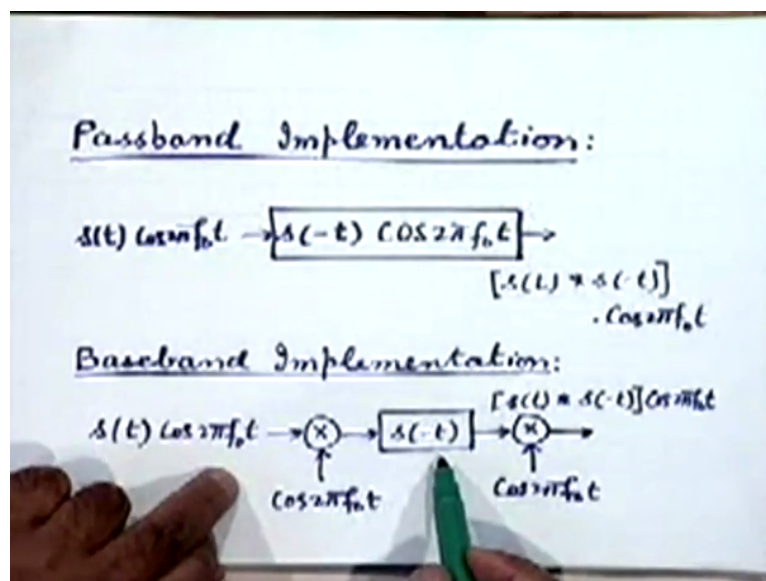 Passband Implementation:
s(t) Cos2πf₀t → s(-t) COS2πf₀t →
[s(t) * s(-t)]
. Cos2πf₀t
Baseband Implementation:
[s(t) * s(-t)] Cos2πf₀t
s(t) Cos2πf₀t → × → s(-t) → × →
Cos2πf₀t Cos2πf₀t